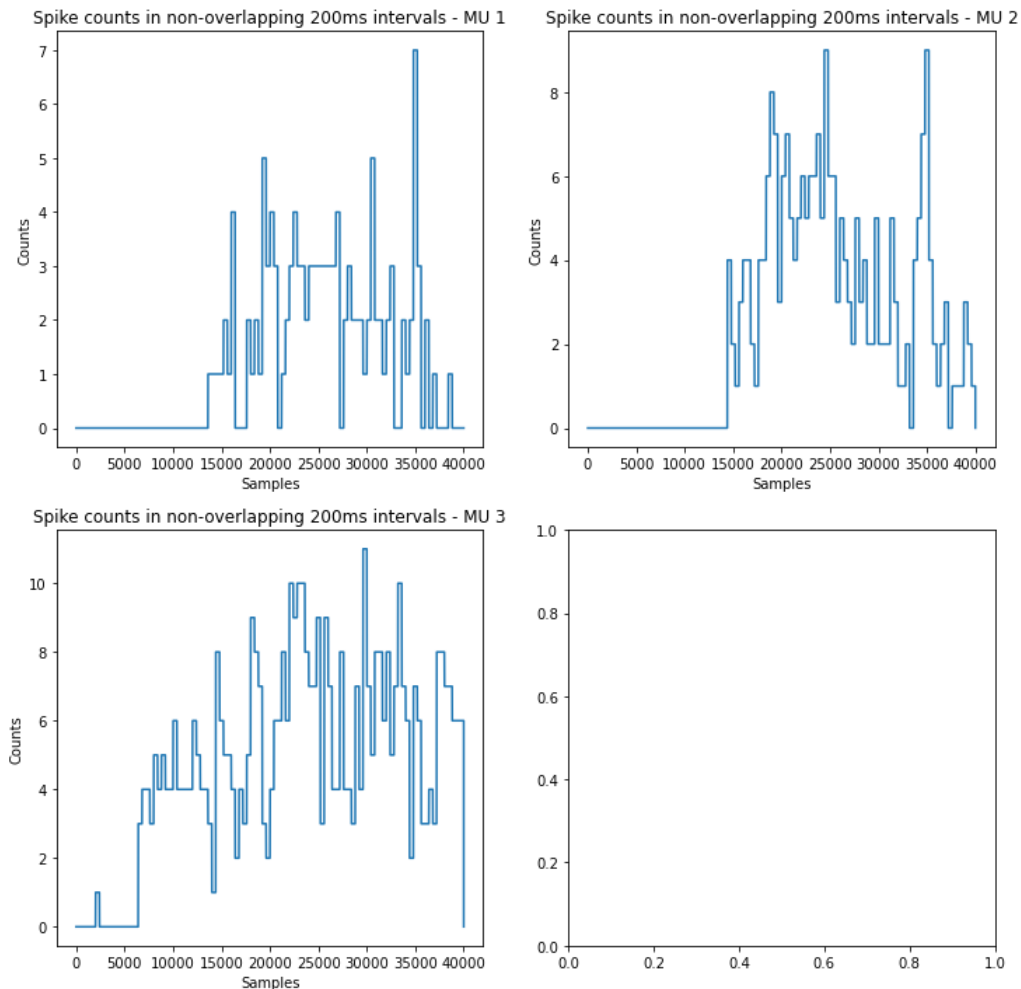 Spike counts in non-overlapping 200ms intervals - MU 1
7
6
5
4
3
2
1
0
Counts
0 5000 10000 15000 20000 25000 30000 35000 40000
Samples
Spike counts in non-overlapping 200ms intervals - MU 2
8
6
4
2
0
Counts
0 5000 10000 15000 20000 25000 30000 35000 40000
Samples
Spike counts in non-overlapping 200ms intervals - MU 3
10
8
6
4
2
0
Counts
0 5000 10000 15000 20000 25000 30000 35000 40000
Samples
1.0
0.8
0.6
0.4
0.2
0.0
0.0 0.2 0.4 0.6 0.8 1.0